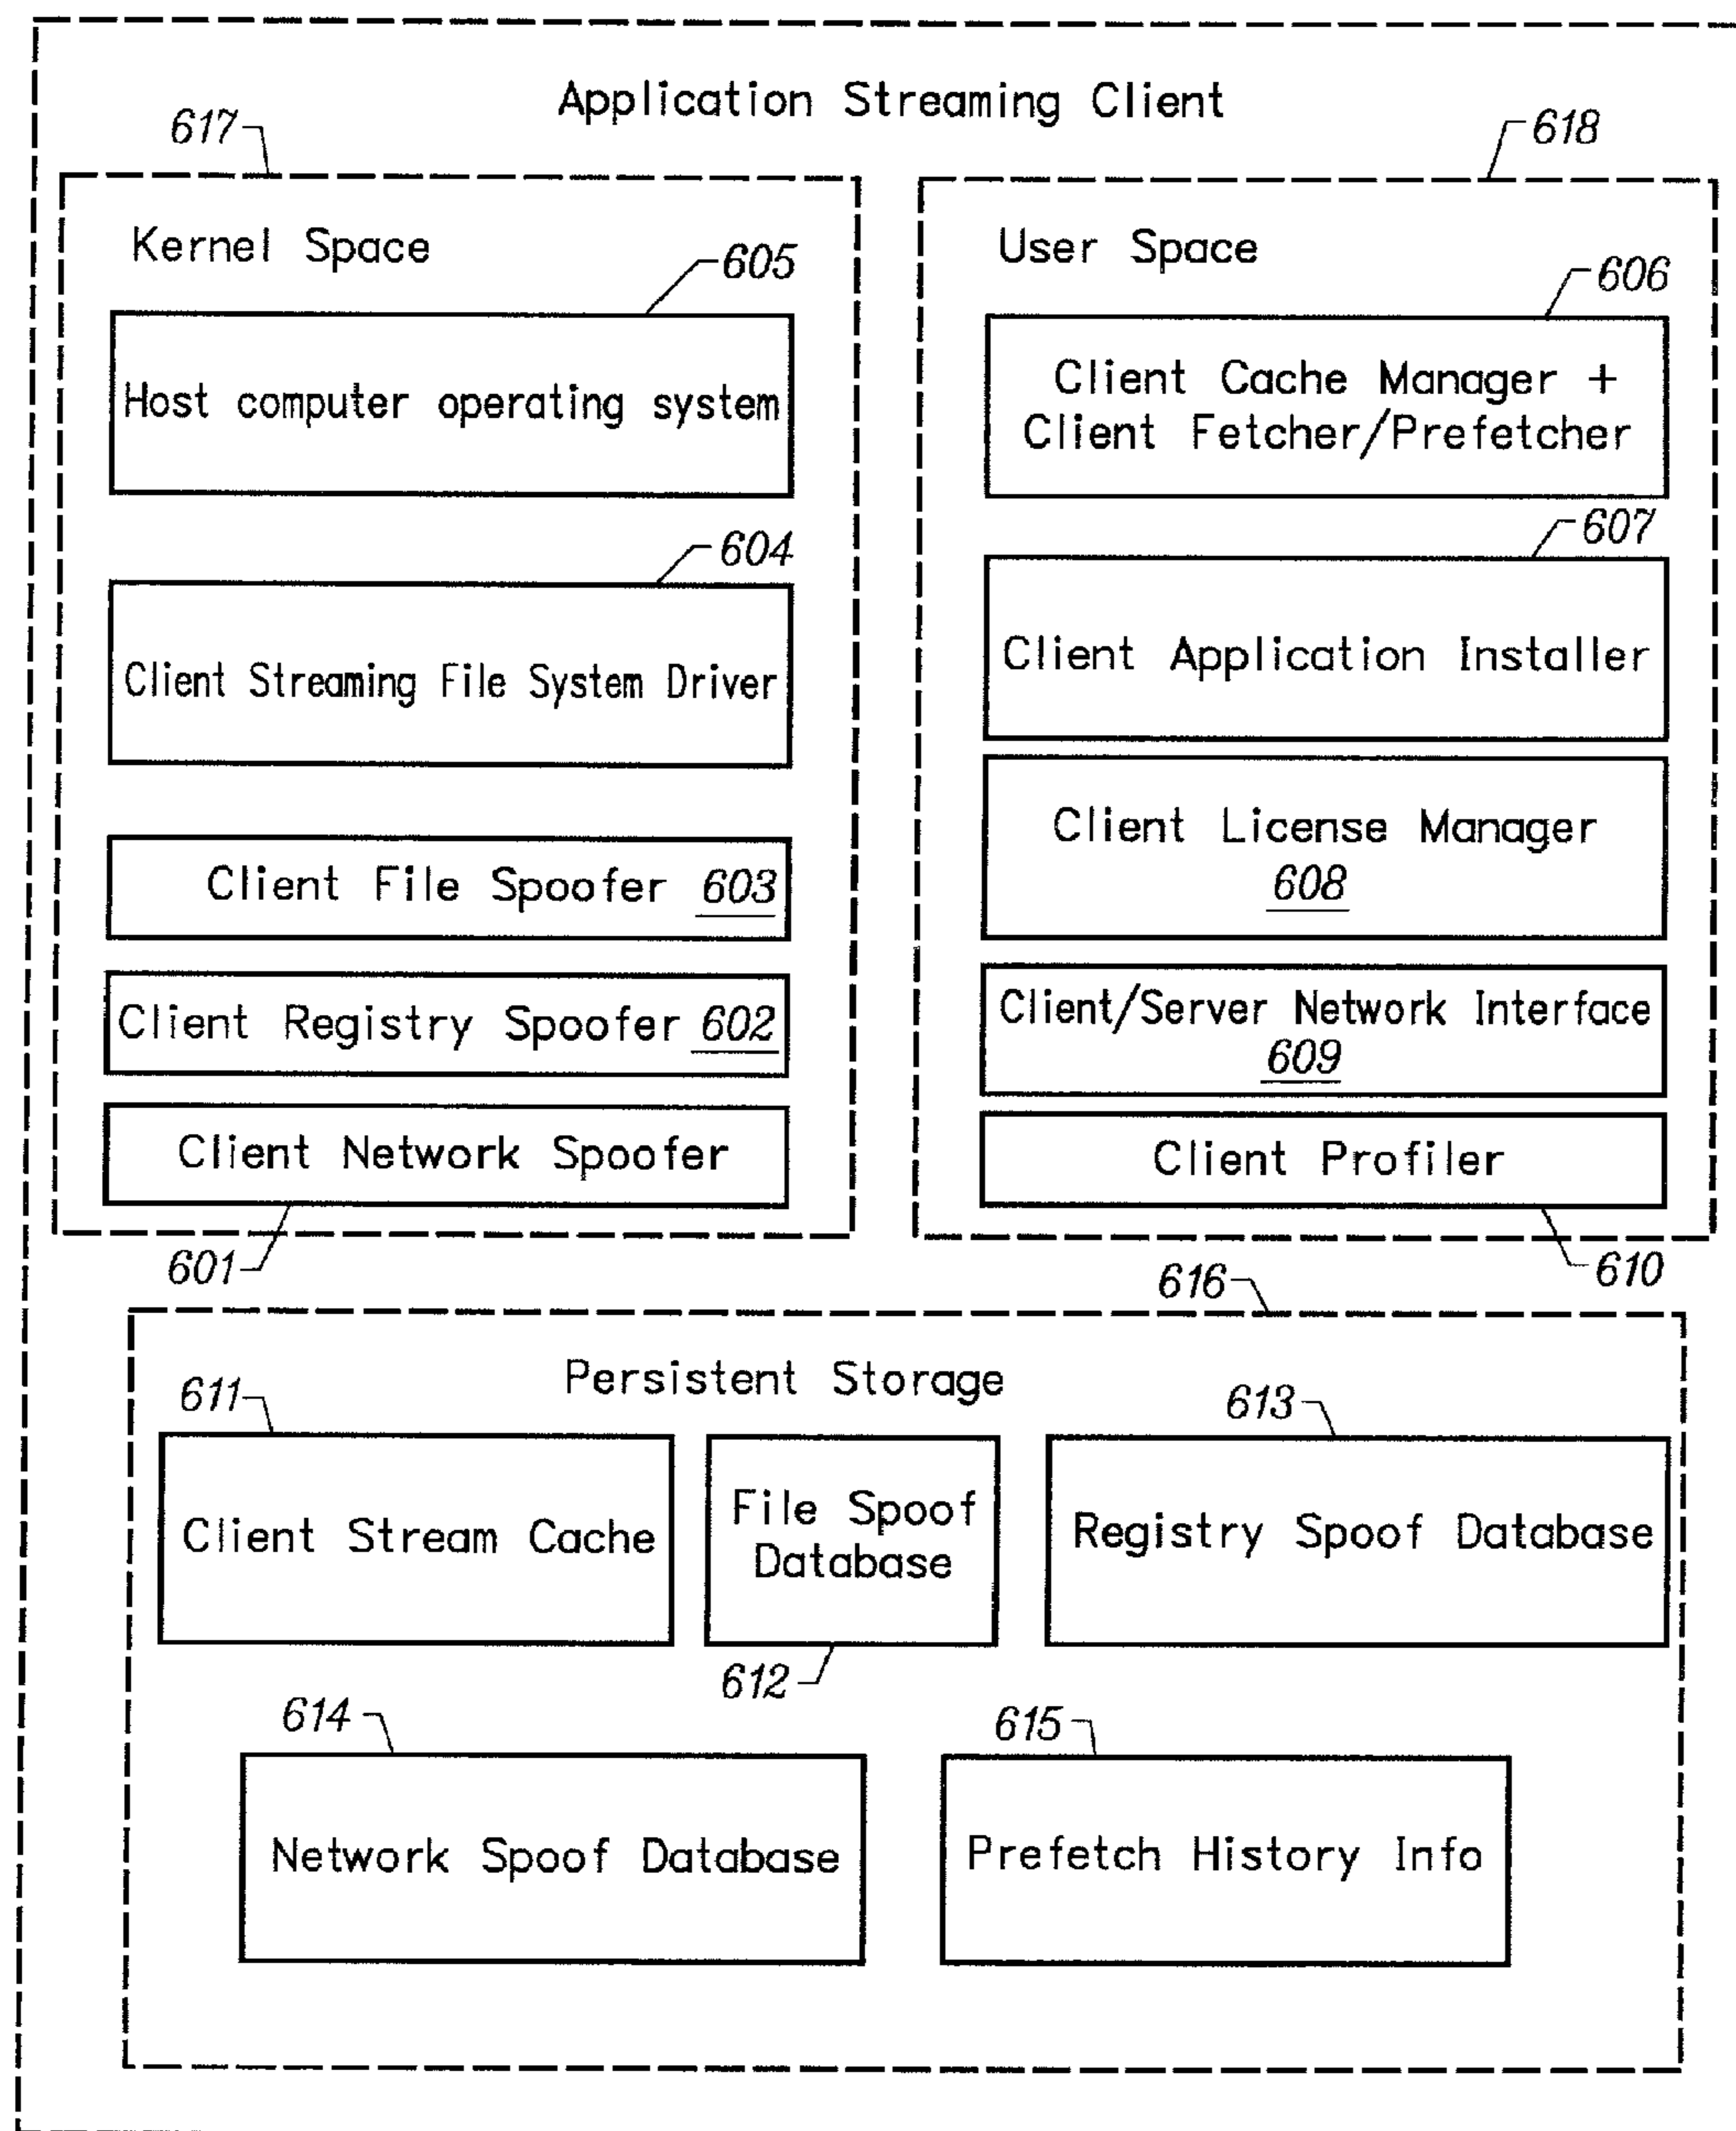 Application Streaming Client
617
618
Kernel Space
605
Host computer operating system
604
Client Streaming File System Driver
Client File Spoofer 603
Client Registry Spoofer 602
Client Network Spoofer
601
User Space
606
Client Cache Manager +
Client Fetcher/Prefetcher
607
Client Application Installer
Client License Manager
608
Client/Server Network Interface
609
Client Profiler
610
616
Persistent Storage
611
Client Stream Cache
File Spoof
Database
612
613
Registry Spoof Database
614
Network Spoof Database
615
Prefetch History Info